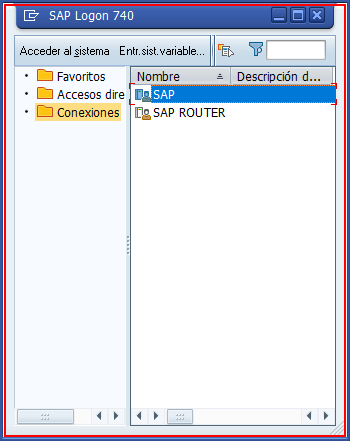 SAP Logon 740
Acceder al sistema Entr.sist.variable...
Favoritos
Accesos dire
Conexiones
Nombre Descripción d...
SAP
SAP ROUTER